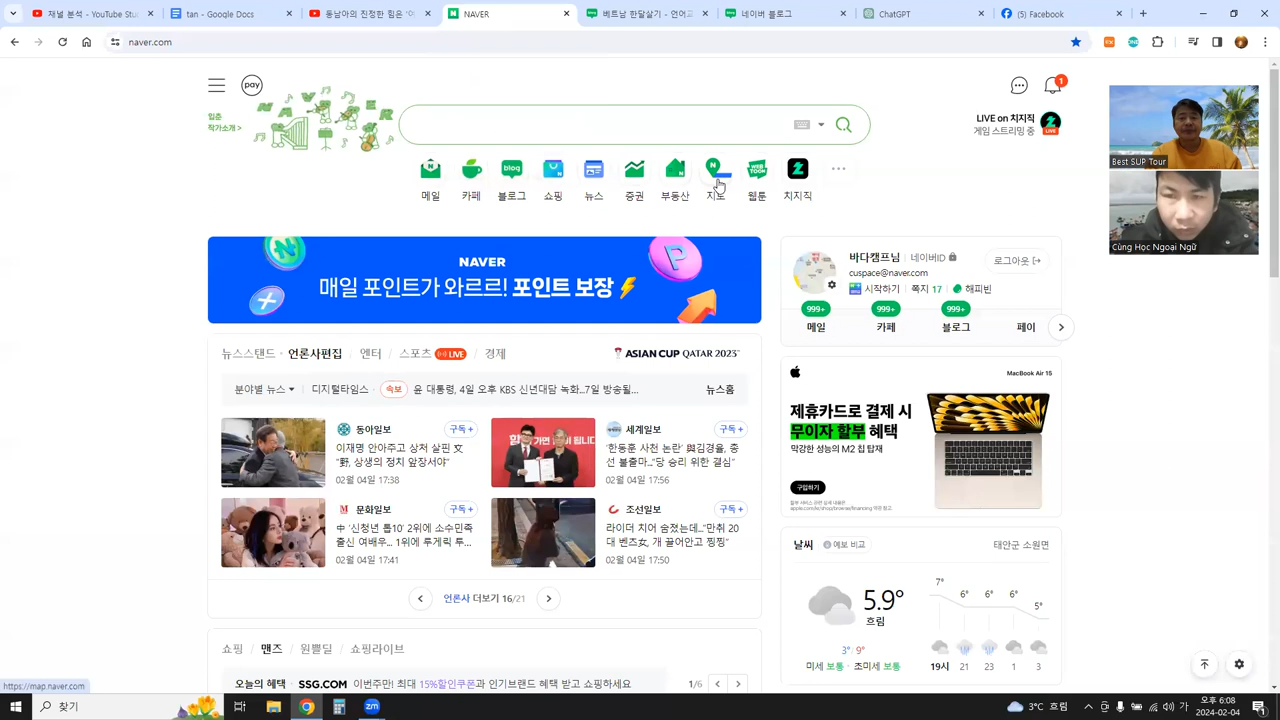 재널 분석 - YouTube Stu
tan - Google Docs
동남아의 진정한 힘은 '여
NAVER
베트남 한달살기 - 언어교
네이버 블로그
ChatGPT
(5) Facebook
오후 6:08
naver.com
pay
1
일춘
작가소개 >
LIVE on 치지직
게임 스트리밍 중
LIVE
Best SUP Tour
Cùng Học Ngoại Ngữ
메일
카페
블로그
쇼핑
뉴스
증권
부동산
지도
웹툰
치지직
NAVER
매일 포인트가 와르르! 포인트 보장
바다캠프님 네이버ID
로그아웃
cuspace@naver.com
시작하기 쪽지 17 해피빈
999+
999+
999+
메일
카페
블로그
페이
뉴스스탠드 · 언론사편집 / 엔터 / 스포츠 LIVE / 경제
ASIAN CUP QATAR 2023
분야별 뉴스 디지털타임스 · 속보 윤 대통령, 4일 오후 KBS 신년대담 녹화...7일 방송될...
뉴스홈
동아일보 구독 +
이재명 안아주고 상처 살핀 文
"野, 상생의 정치 앞장서야"
02월 04일 17:38
세계일보 구독 +
'한동훈 사천 논란' 與김경율, 총
선 불출마..."당 승리 위한 결심"
02월 04일 17:56
문화일보 구독 +
中 '신정년 톱10' 2위에 소수민족
출신 여배우... 1위에 루게릭 투...
02월 04일 17:41
조선일보 구독 +
라이더 치어 숨졌는데..."만취 20
대 벤츠女, 개 끌어안고 찡찡"
02월 04일 17:40
언론사 더보기 16/21
MacBook Air 15
제휴카드로 결제 시
무이자 할부 혜택
막강한 성능의 M2 칩 탑재
구입하기
날씨 예보 비교
태안군 소원면
5.9°
흐림
3°/ 9°
미세 보통 · 초미세 보통
7°
6°
6°
6°
5°
19시
21
23
1
3
쇼핑 / 맨즈 / 원쁠딜 / 쇼핑라이브
오늘의 혜택 · SSG.COM 이번주만! 최대 15%할인쿠폰과 인기브랜드 혜택 받고 쇼핑하세요
1/6
https://map.naver.com
찾기
3°C 흐림
가
오후 6:08
2024-02-04